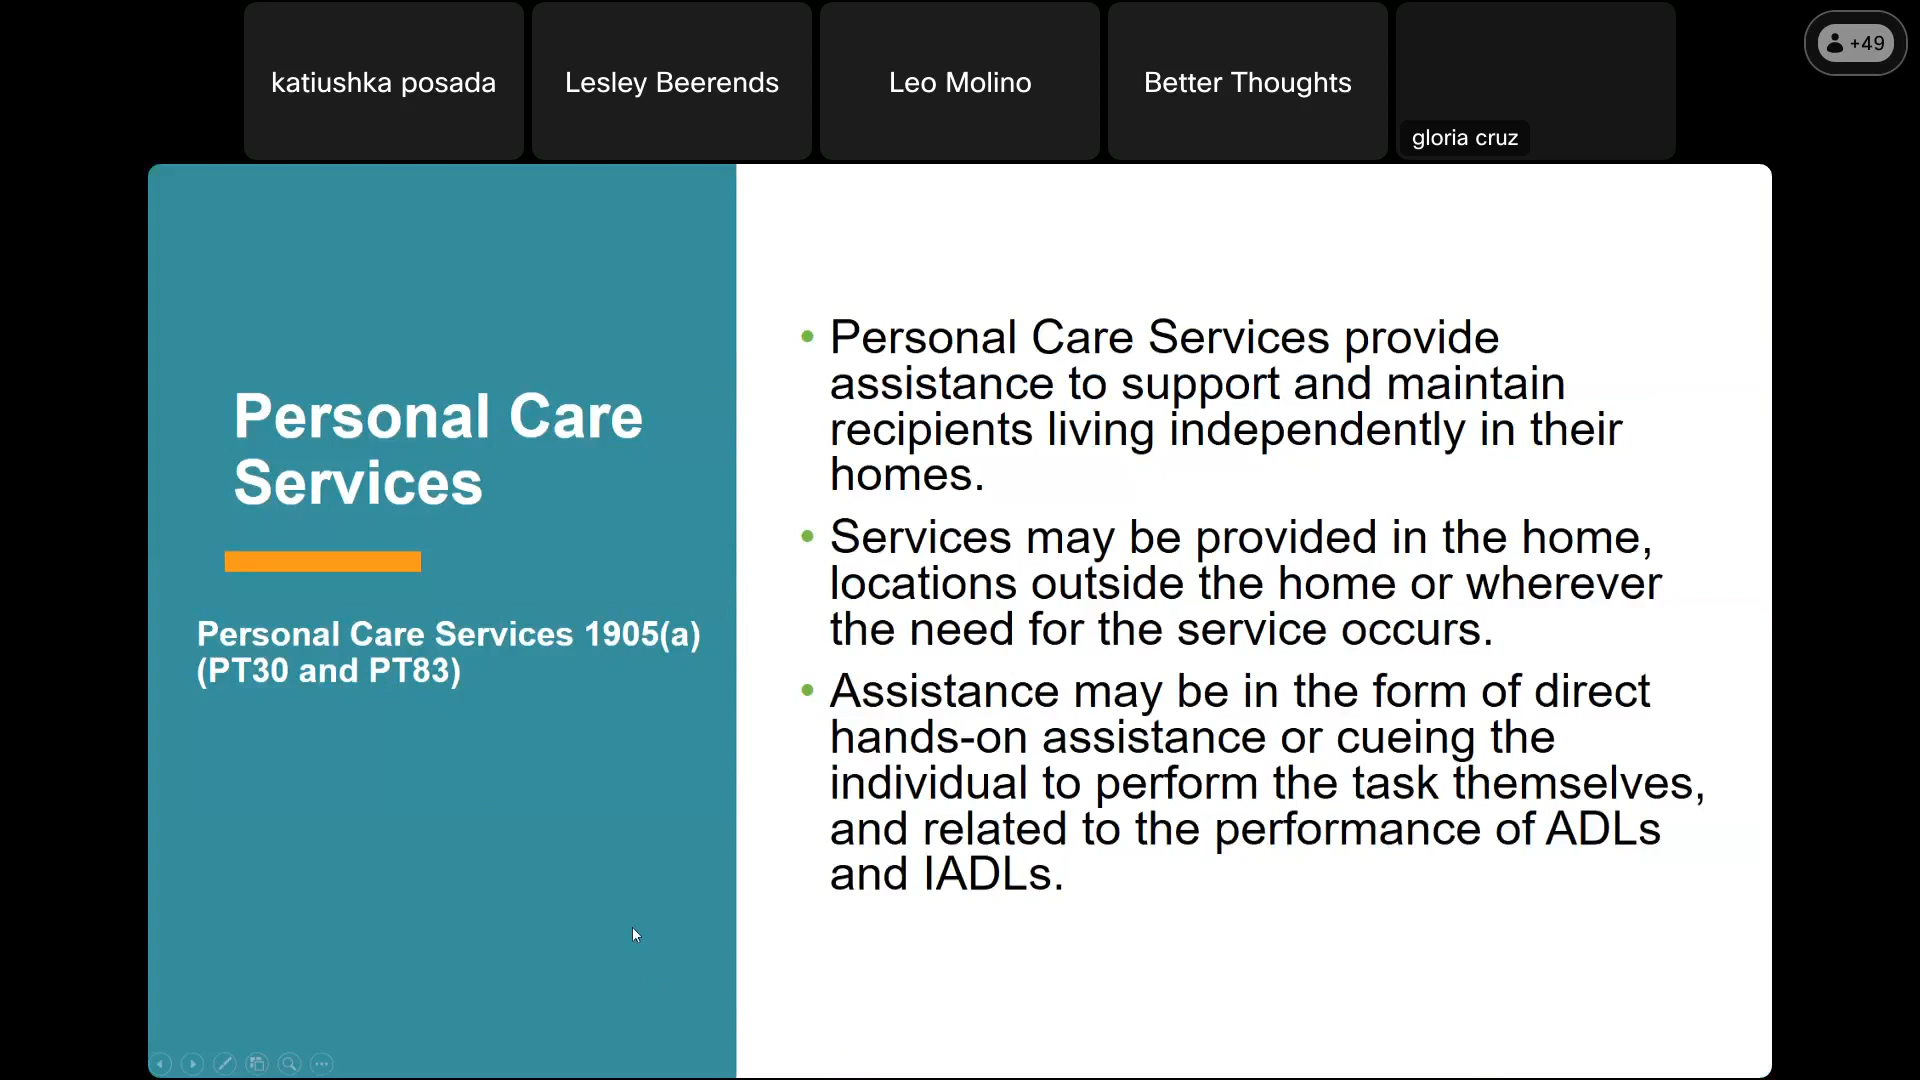 katiushka posada
Lesley Beerends
Leo Molino
Better Thoughts
gloria cruz
+49
Personal Care
Services
Personal Care Services 1905(a)
(PT30 and PT83)
• Personal Care Services provide
assistance to support and maintain
recipients living independently in their
homes.
• Services may be provided in the home,
locations outside the home or wherever
the need for the service occurs.
• Assistance may be in the form of direct
hands-on assistance or cueing the
individual to perform the task themselves,
and related to the performance of ADLs
and IADLs.